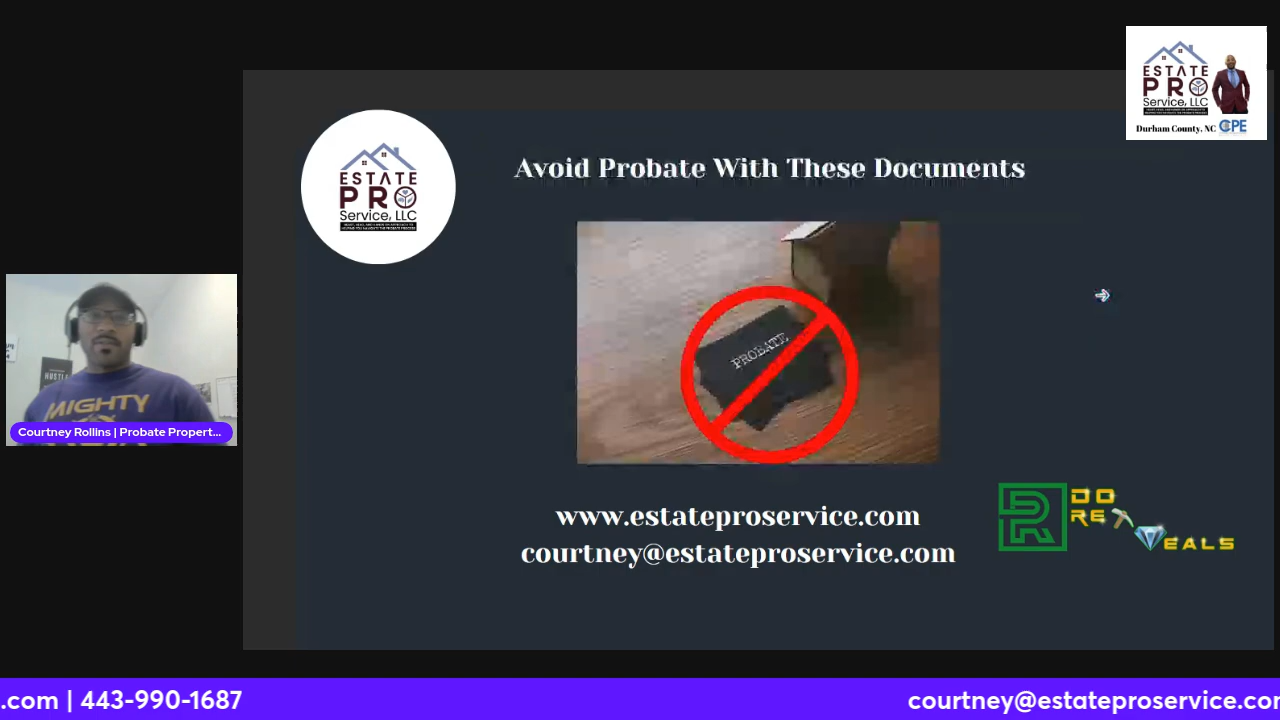 ESTATE
PRO
Service, LLC
Durham County, NC CPE
ESTATE
PRO
Service, LLC
Avoid Probate With These Documents
PROBATE
HUSTLE
MIGHTY
Courtney Rollins | Probate Propert...
www.estateproservice.com
courtney@estateproservice.com
DO
RE
EALS
.com | 443-990-1687
courtney@estateproservice.com